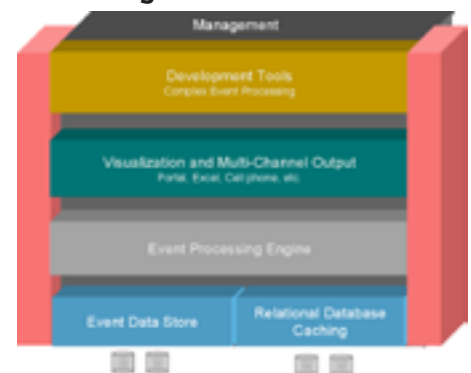 Management
Development Tools
Complex Event Processing
Visualization and Multi-Channel Output
Portal, Excel, Cell phone, etc.
Event Processing Engine
Event Data Store
Relational Database
Caching